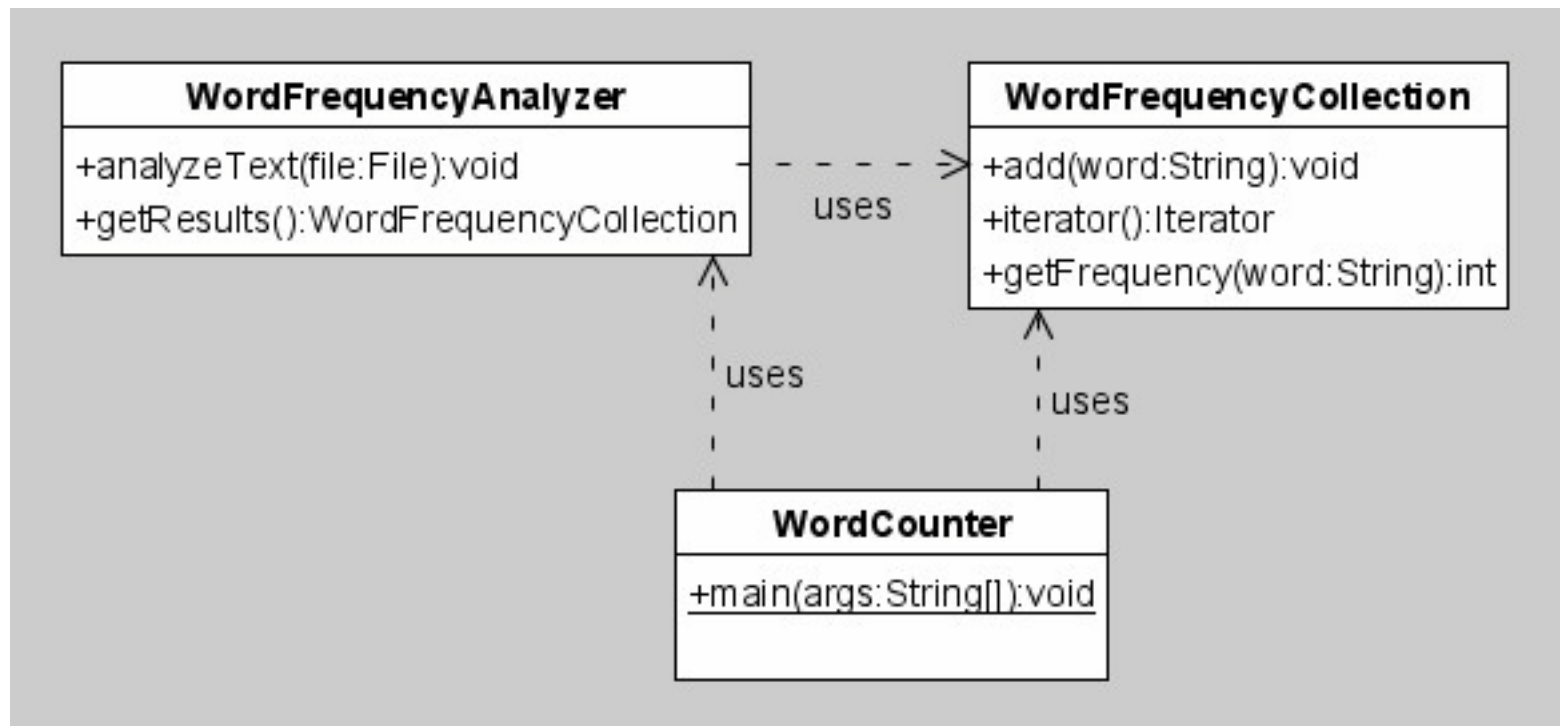 WordFrequencyAnalyzer
+analyzeText(file:File):void
+getResults():WordFrequencyCollection
uses
WordFrequencyCollection
+add(word:String):void
+iterator():Iterator
+getFrequency(word:String):int
uses
uses
WordCounter
+main(args:String[]):void